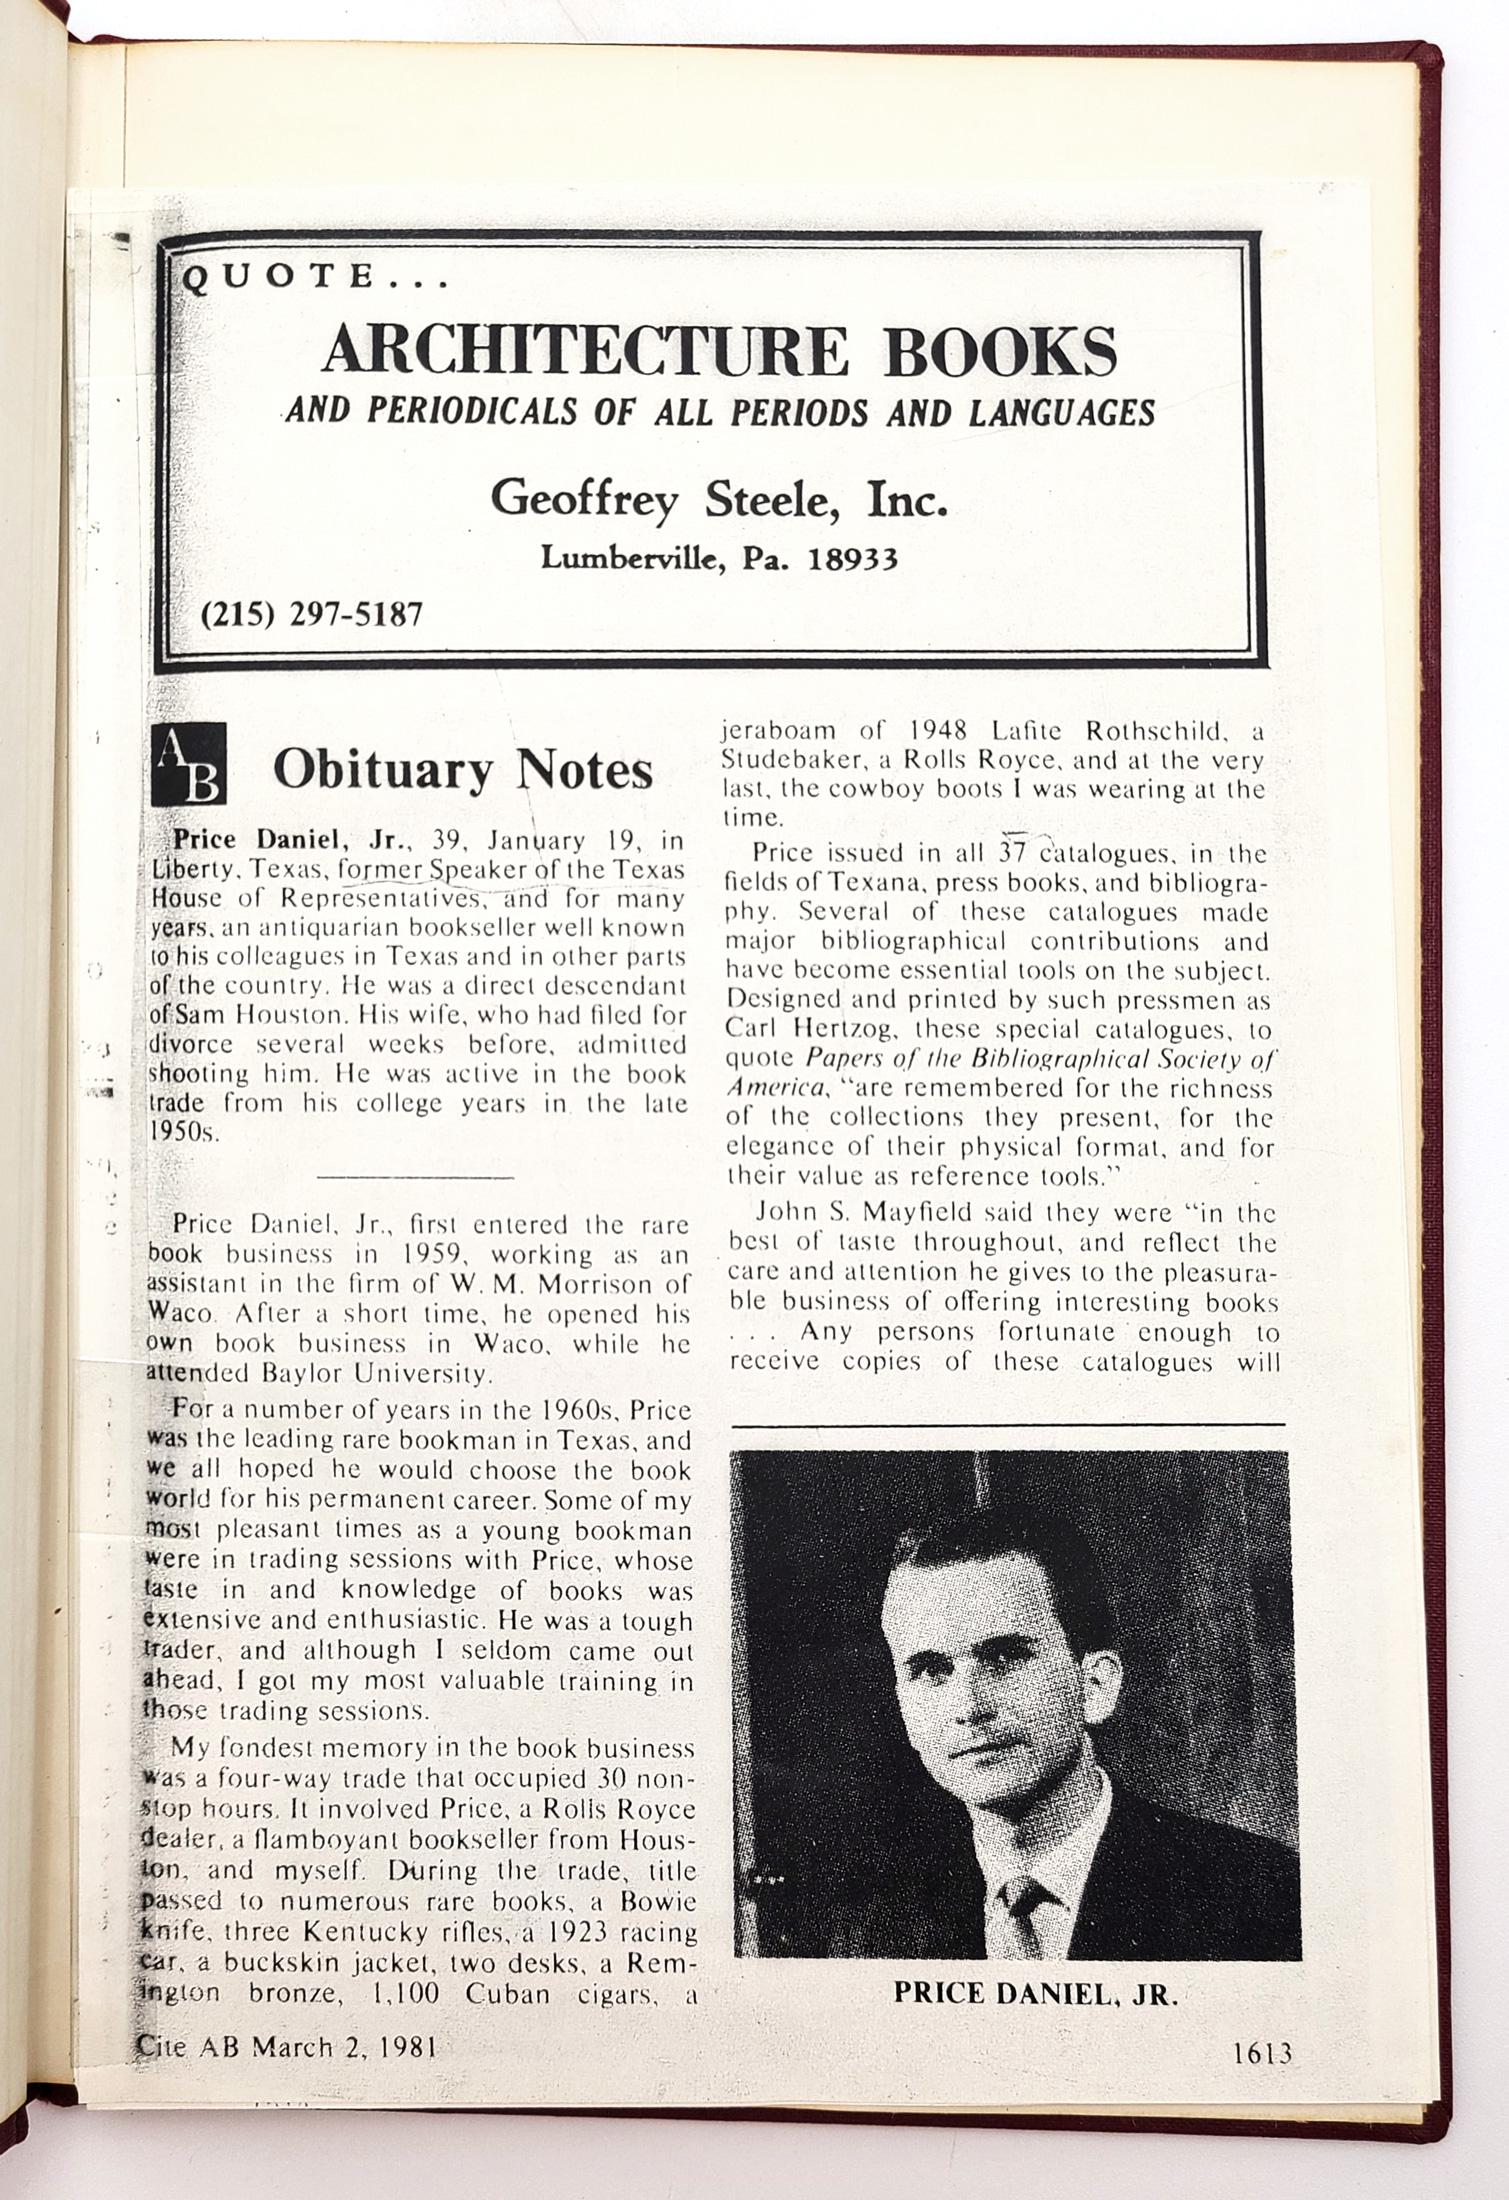 QUOTE...
ARCHITECTURE BOOKS
AND PERIODICALS OF ALL PERIODS AND LANGUAGES
Geoffrey Steele, Inc.
Lumberville, Pa. 18933
(215) 297-5187
AB
Obituary Notes
Price Daniel, Jr., 39, January 19, in
Liberty, Texas, former Speaker of the Texas
House of Representatives, and for many
years, an antiquarian bookseller well known
to his colleagues in Texas and in other parts
of the country. He was a direct descendant
of Sam Houston. His wife, who had filed for
divorce several weeks before, admitted
shooting him. He was active in the book
trade from his college years in the late
1950s.
Price Daniel, Jr., first entered the rare
book business in 1959, working as an
assistant in the firm of W. M. Morrison of
Waco. After a short time, he opened his
own book business in Waco, while he
attended Baylor University.
For a number of years in the 1960s, Price
was the leading rare bookman in Texas, and
we all hoped he would choose the book
world for his permanent career. Some of my
most pleasant times as a young bookman
were in trading sessions with Price, whose
taste in and knowledge of books was
extensive and enthusiastic. He was a tough
trader, and although I seldom came out
ahead, I got my most valuable training in
those trading sessions.
My fondest memory in the book business
was a four-way trade that occupied 30 non-
stop hours. It involved Price, a Rolls Royce
dealer, a flamboyant bookseller from Hous-
ton, and myself. During the trade, title
passed to numerous rare books, a Bowie
knife, three Kentucky rifles, a 1923 racing
car, a buckskin jacket, two desks, a Rem-
ington bronze, 1,100 Cuban cigars, a
jeraboam of 1948 Lafite Rothschild, a
Studebaker, a Rolls Royce, and at the very
last, the cowboy boots I was wearing at the
time.
Price issued in all 37 catalogues, in the
fields of Texana, press books, and bibliogra-
phy. Several of these catalogues made
major bibliographical contributions and
have become essential tools on the subject.
Designed and printed by such pressmen as
Carl Hertzog, these special catalogues, to
quote Papers of the Bibliographical Society of
America, “are remembered for the richness
of the collections they present, for the
elegance of their physical format, and for
their value as reference tools.”
John S. Mayfield said they were “in the
best of taste throughout, and reflect the
care and attention he gives to the pleasura-
ble business of offering interesting books
. . . Any persons fortunate enough to
receive copies of these catalogues will
PRICE DANIEL, JR.
Cite AB March 2, 1981
1613